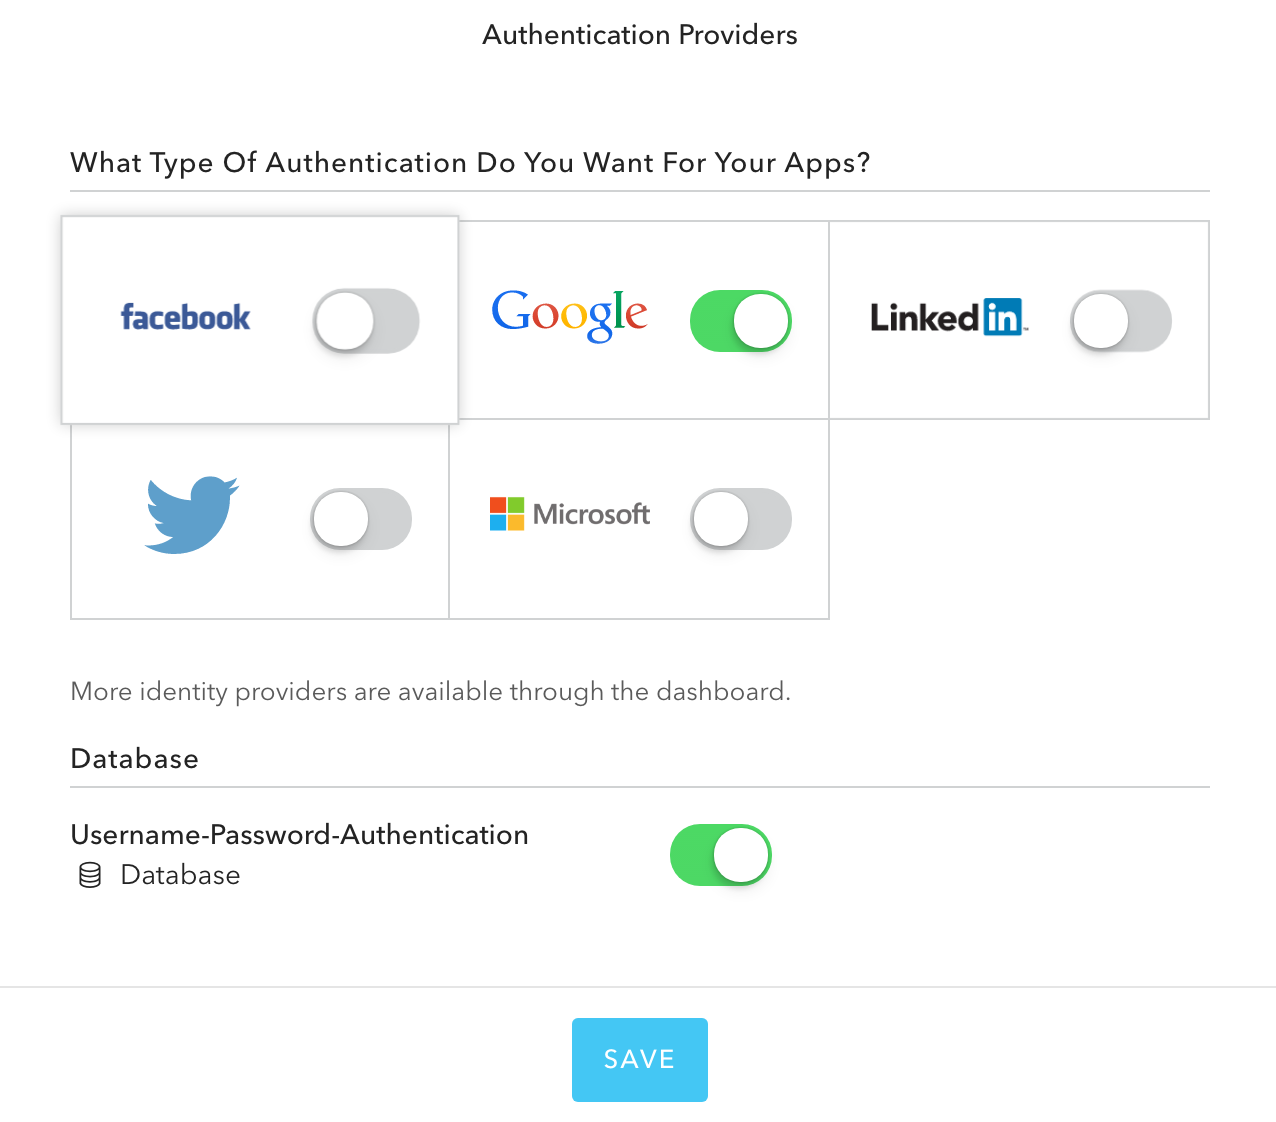 Authentication Providers
What Type Of Authentication Do You Want For Your Apps?
facebook
Google
Linkedin™
Microsoft
More identity providers are available through the dashboard.
Database
Username-Password-Authentication
Database
SAVE